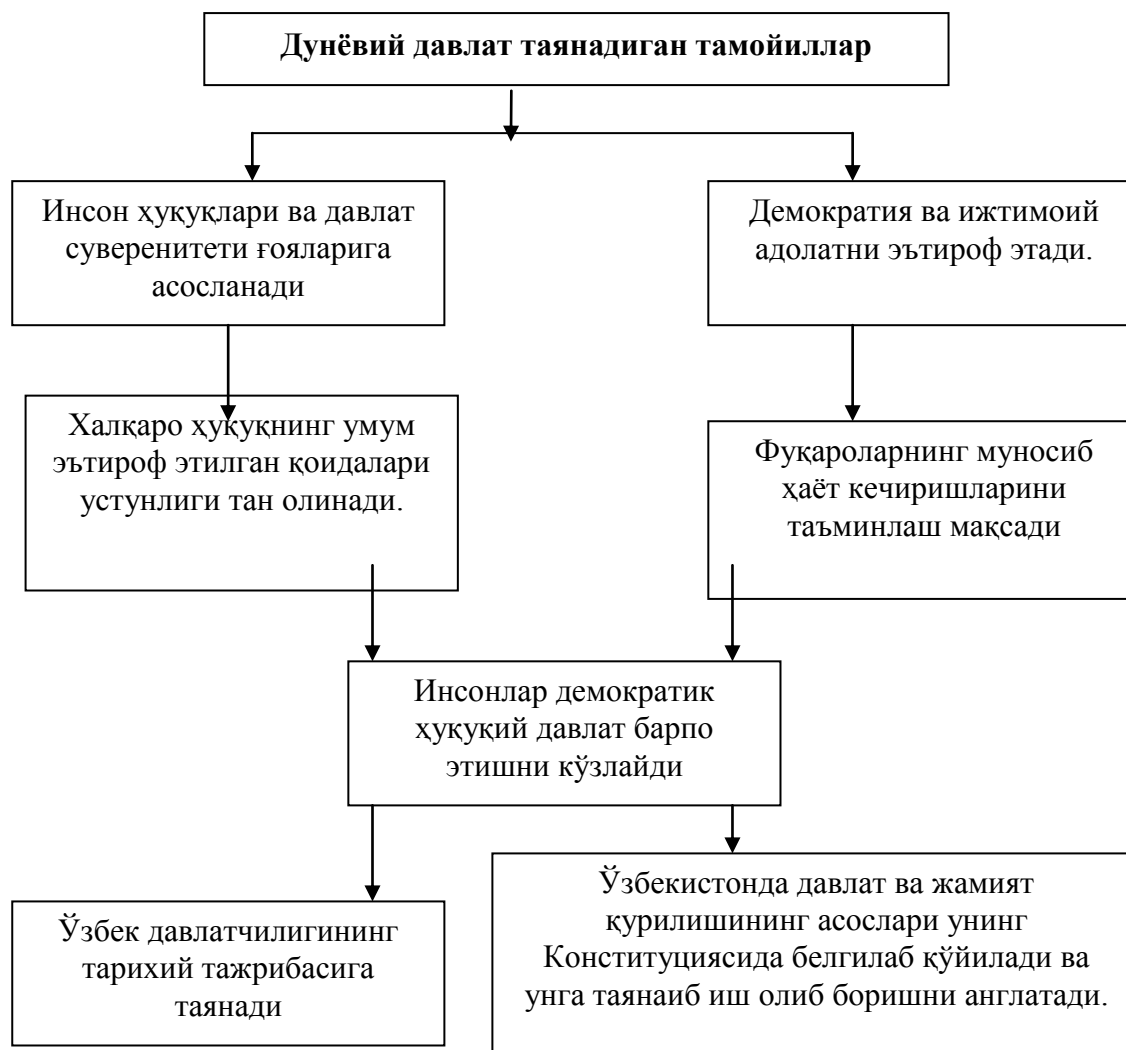 Дунёвий давлат таянадиган тамойиллар
Инсон ҳуқуқлари ва давлат
суверенитети ғояларига
асосланади
Демократия ва ижтимоий
адолатни эътироф этади.
Халқаро ҳуқуқнинг умум
эътироф этилган қоидалари
устунлиги тан олинади.
Фуқароларнинг муносиб
ҳаёт кечиришларини
таъминлаш мақсади
Инсонлар демократик
ҳуқуқий давлат барпо
этишни кўзлайди
Ўзбек давлатчилигининг
тарихий тажрибасига
таянади
Ўзбекистонда давлат ва жамият
қурилишининг асослари унинг
Конституциясида белгилаб қўйилади ва
унга таянаиб иш олиб боришни англатади.